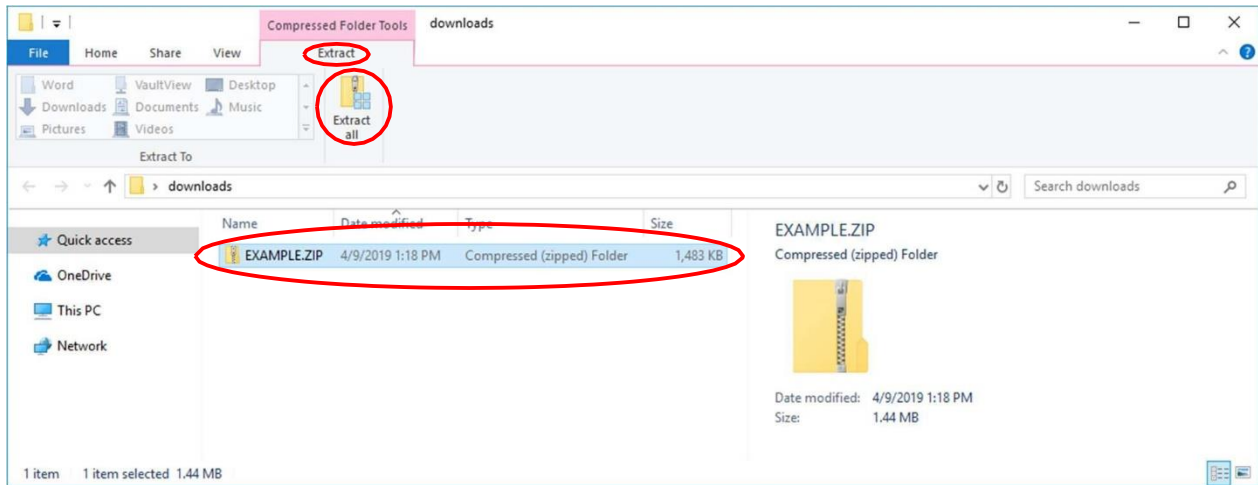 Compressed Folder Tools downloads
File Home Share View Extract
Word VaultView Desktop
Downloads Documents Music
Pictures Videos
Extract all
Extract To
downloads
Search downloads
Quick access
OneDrive
This PC
Network
Name Date modified Type Size
EXAMPLE.ZIP 4/9/2019 1:18 PM Compressed (zipped) Folder 1,483 KB
EXAMPLE.ZIP
Compressed (zipped) Folder
Date modified: 4/9/2019 1:18 PM
Size: 1.44 MB
1 item 1 item selected 1.44 MB